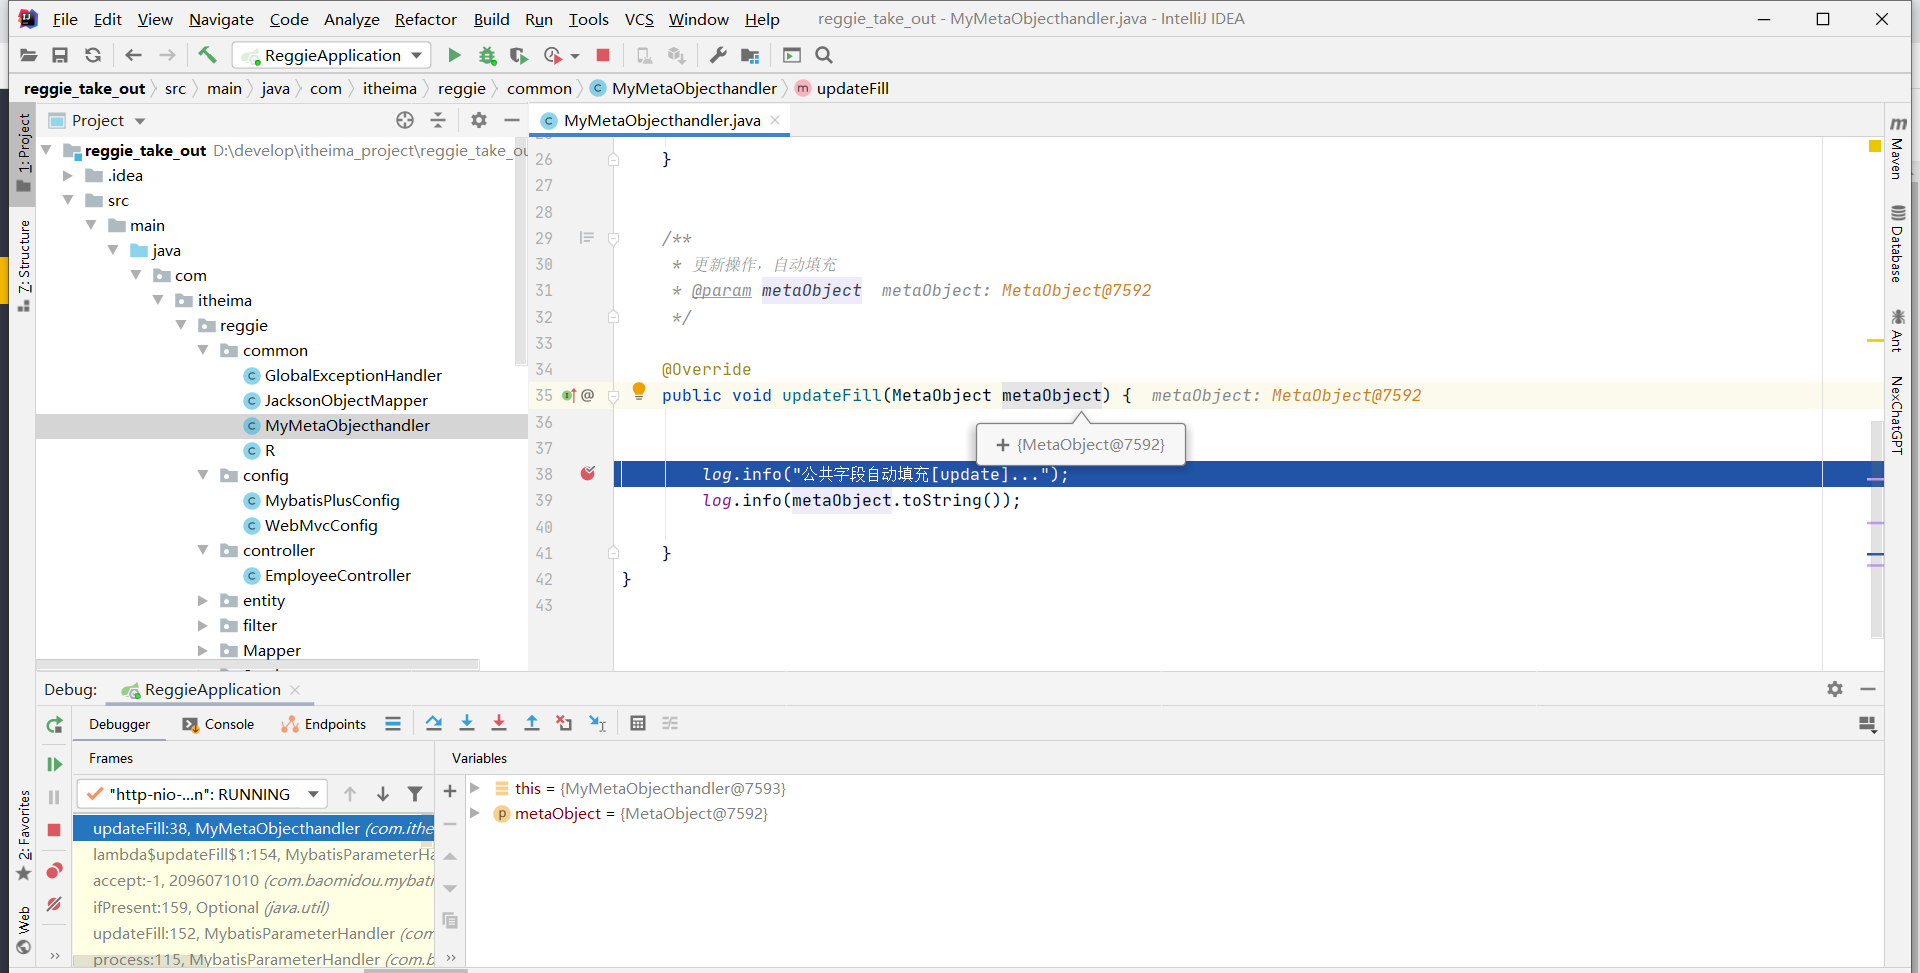 File Edit View Navigate Code Analyze Refactor Build Run Tools VCS Window Help reggie_take_out - MyMetaObjecthandler.java - IntelliJ IDEA
ReggieApplication
reggie_take_out src main java com itheima reggie common MyMetaObjecthandler updateFill
1: Project
Z: Structure
2: Favorites
Web
Project
reggie_take_out D:\develop\itheima_project\reggie_take_ou
.idea
src
main
java
com
itheima
reggie
common
GlobalExceptionHandler
JacksonObjectMapper
MyMetaObjecthandler
R
config
MybatisPlusConfig
WebMvcConfig
controller
EmployeeController
entity
filter
Mapper
MyMetaObjecthandler.java
26 }
27
28
29 /**
30 * 更新操作，自动填充
31 * @param metaObject metaObject: MetaObject@7592
32 */
33
34 @Override
35 public void updateFill(MetaObject metaObject) { metaObject: MetaObject@7592
36
37
+ {MetaObject@7592}
38 log.info("公共字段自动填充[update]...");
39 log.info(metaObject.toString());
40
41 }
42 }
43
Maven
Database
Ant
NexChatGPT
Debug: ReggieApplication
Debugger Console Endpoints
Frames
"http-nio-...n": RUNNING
updateFill:38, MyMetaObjecthandler (com.ithe
lambda$updateFill$1:154, MybatisParameterHa
accept:-1, 2096071010 (com.baomidou.mybati
ifPresent:159, Optional (java.util)
updateFill:152, MybatisParameterHandler (com
process:115, MybatisParameterHandler (com.b
Variables
this = {MyMetaObjecthandler@7593}
metaObject = {MetaObject@7592}